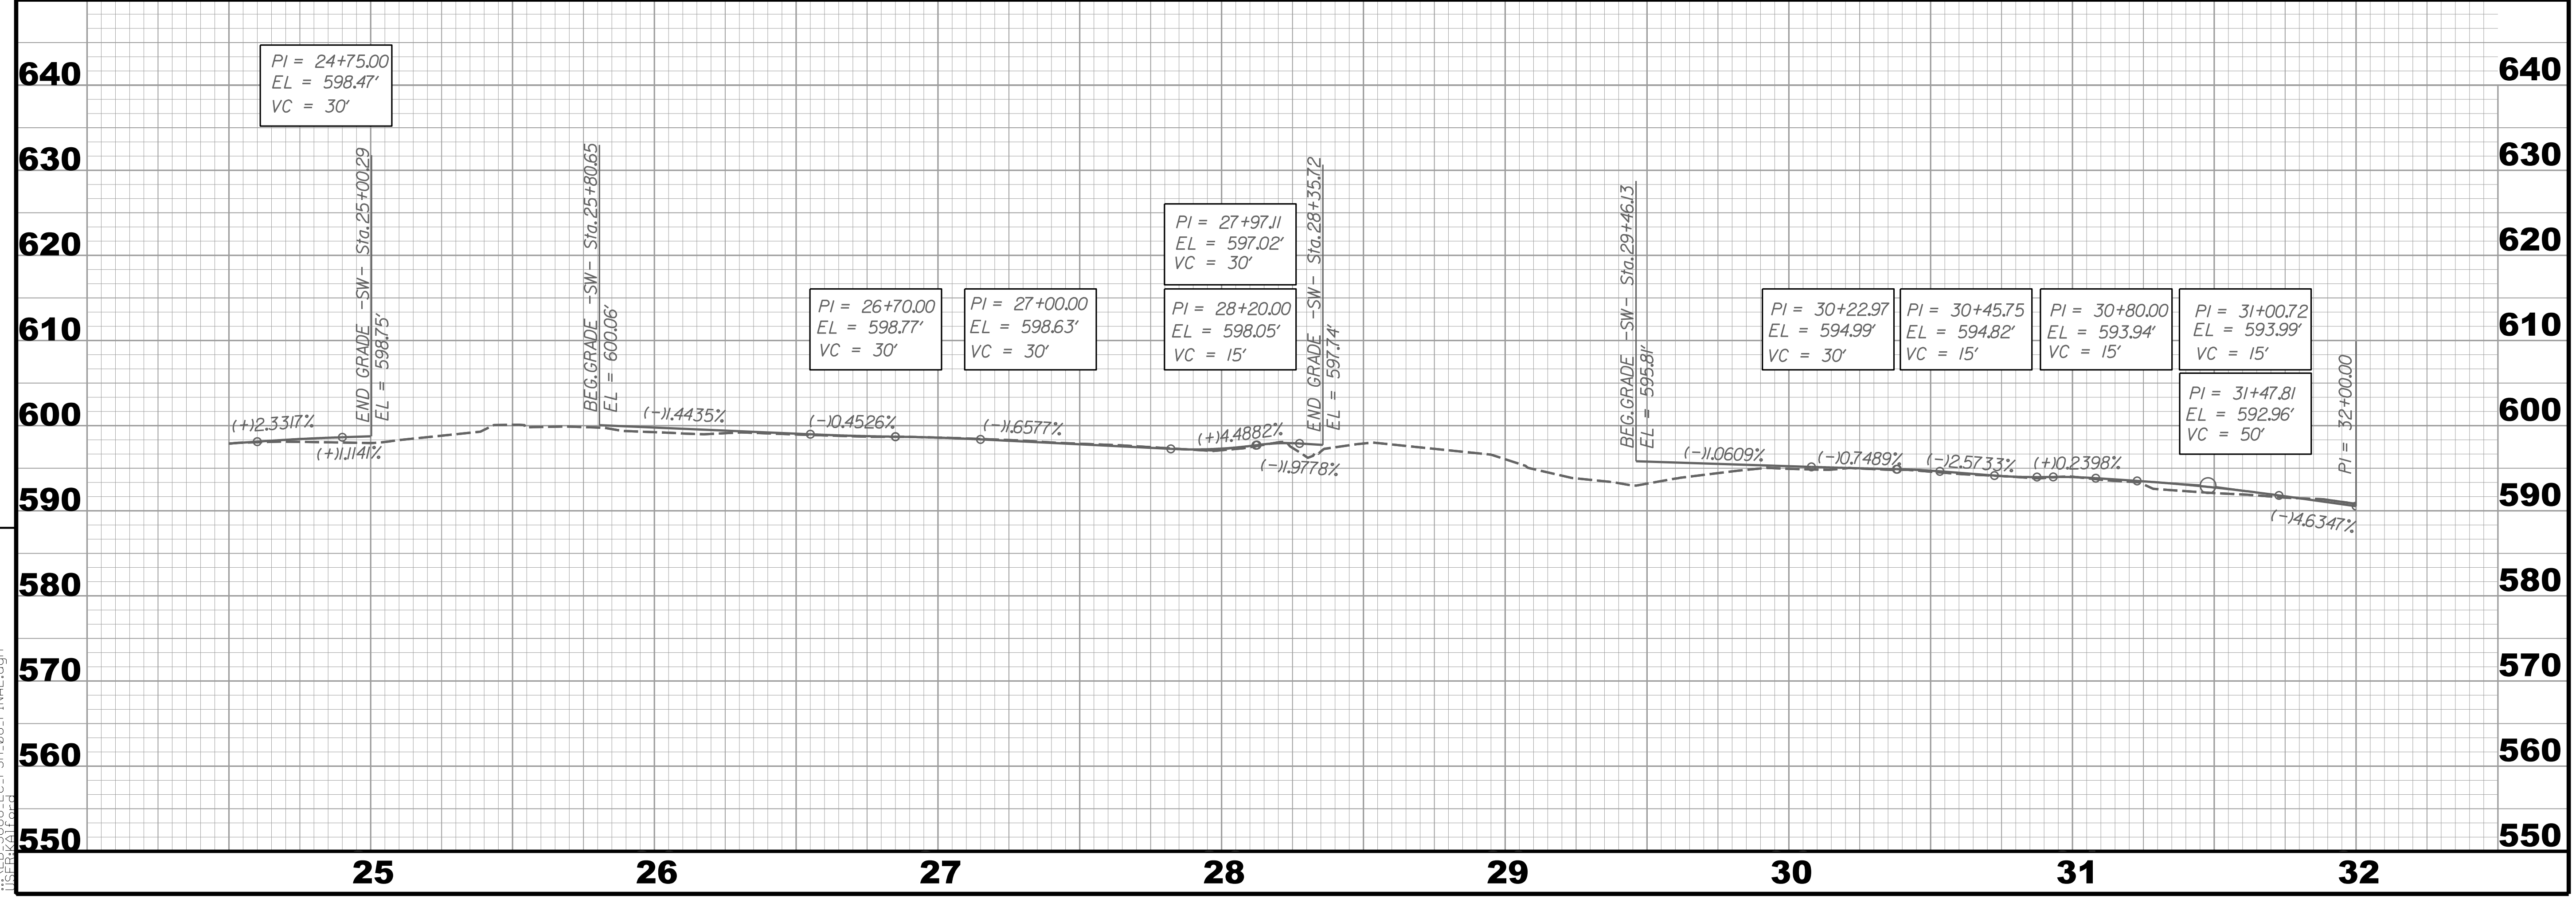 PI = 24+75.00
EL = 598.47'
VC = 30'
END GRADE -SW- Sta.25+00.29
EL = 598.75'
BEG.GRADE -SW- Sta.25+80.65
EL = 600.06'
PI = 26+70.00
EL = 598.77'
VC = 30'
PI = 27+00.00
EL = 598.63'
VC = 30'
PI = 27+97.11
EL = 597.02'
VC = 30'
PI = 28+20.00
EL = 598.05'
VC = 15'
END GRADE -SW- Sta.28+35.72
EL = 597.74'
BEG.GRADE -SW- Sta.29+46.13
EL = 595.81'
PI = 30+22.97
EL = 594.99'
VC = 30'
PI = 30+45.75
EL = 594.82'
VC = 15'
PI = 30+80.00
EL = 593.94'
VC = 15'
PI = 31+00.72
EL = 593.99'
VC = 15'
PI = 31+47.81
EL = 592.96'
VC = 50'
PI = 32+00.00
(+)2.3317%
(+)1.1141%
(-)1.4435%
(-)0.4526%
(-)1.6577%
(+)4.4882%
(-)1.9778%
(-)1.0609%
(-)0.7489%
(-)2.5733%
(+)0.2398%
(-)4.6347%
640
630
620
610
600
590
580
570
560
550
640
630
620
610
600
590
580
570
560
550
25
26
27
28
29
30
31
32
USER:KAlford